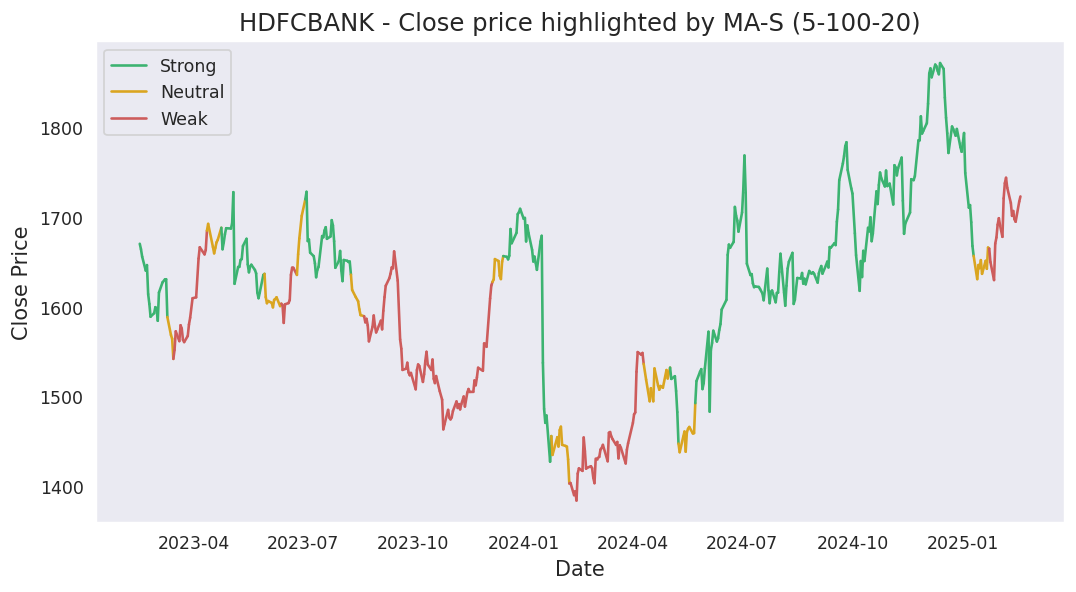 HDFCBANK - Close price highlighted by MA-S (5-100-20)
Strong
Neutral
Weak
Close Price
1800
1700
1600
1500
1400
2023-04 2023-07 2023-10 2024-01 2024-04 2024-07 2024-10 2025-01
Date